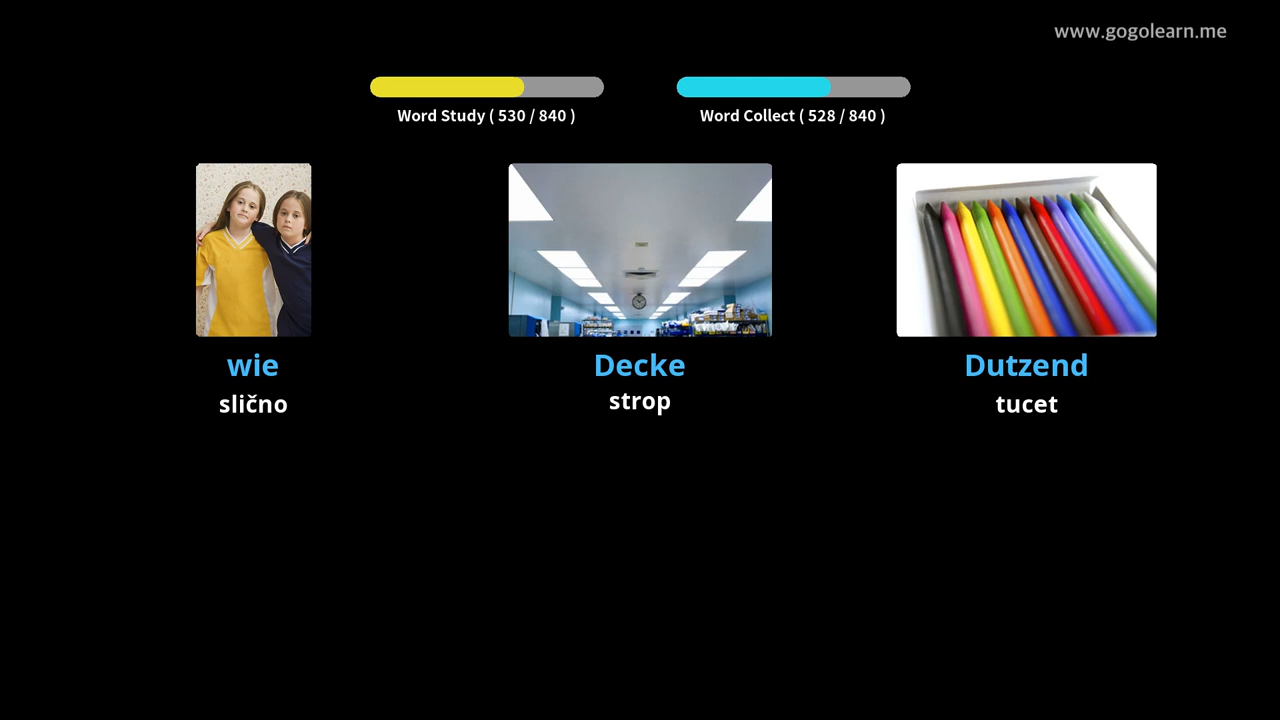 www.gogolearn.me
Word Study ( 530 / 840 )
Word Collect ( 528 / 840 )
wie
slično
Decke
strop
Dutzend
tucet